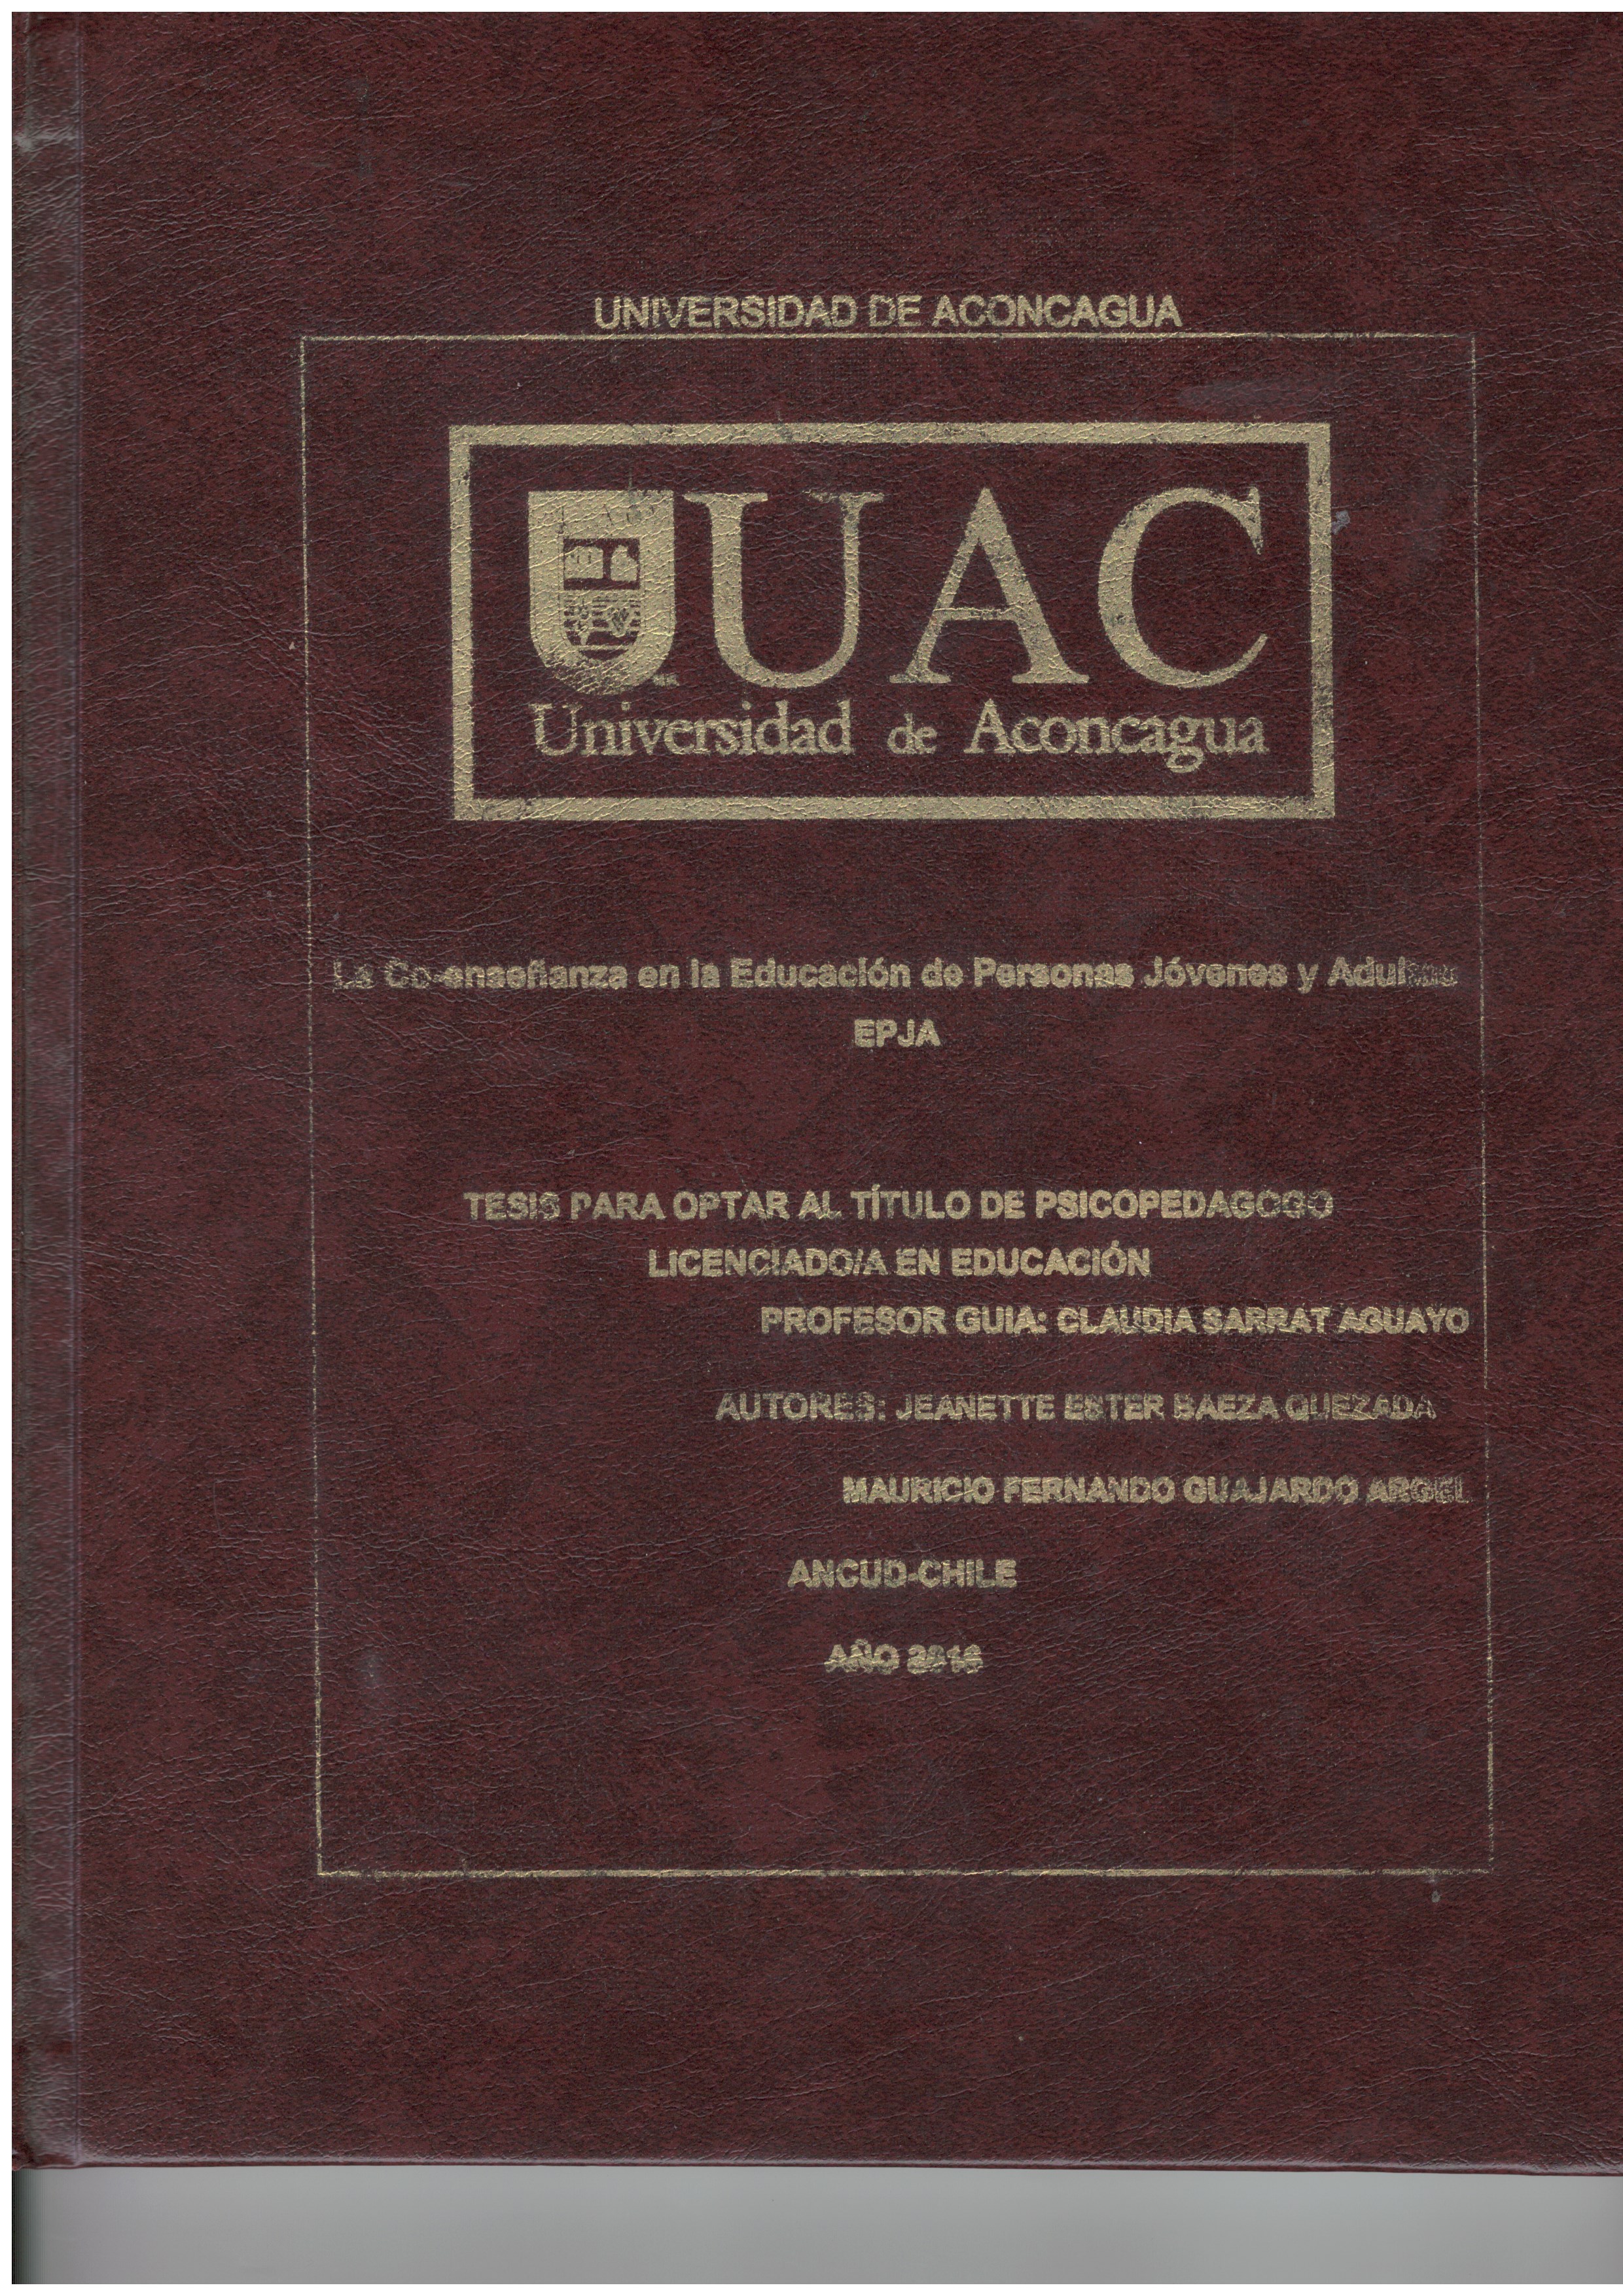 UNIVERSIDAD DE ACONCAGUA
UAC
Universidad de Aconcagua
La Co-enseñanza en la Educación de Personas Jóvenes y Adultas
EPJA
TESIS PARA OPTAR AL TÍTULO DE PSICOPEDAGOGO
LICENCIADO/A EN EDUCACIÓN
PROFESOR GUIA: CLAUDIA SARRAT AGUAYO
AUTORES: JEANETTE ESTER BAEZA QUEZADA
MAURICIO FERNANDO GUAJARDO ARGEL
ANCUD-CHILE
AÑO